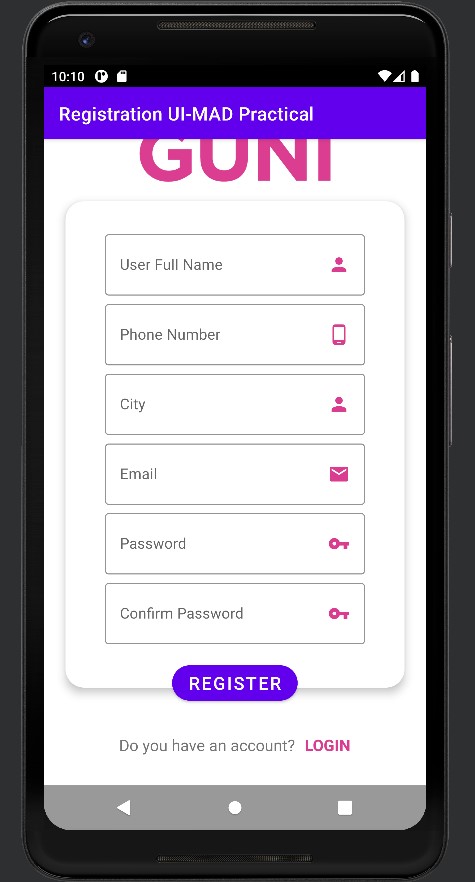 10:10
Registration UI-MAD Practical
GUNI
User Full Name
Phone Number
City
Email
Password
Confirm Password
REGISTER
Do you have an account? LOGIN